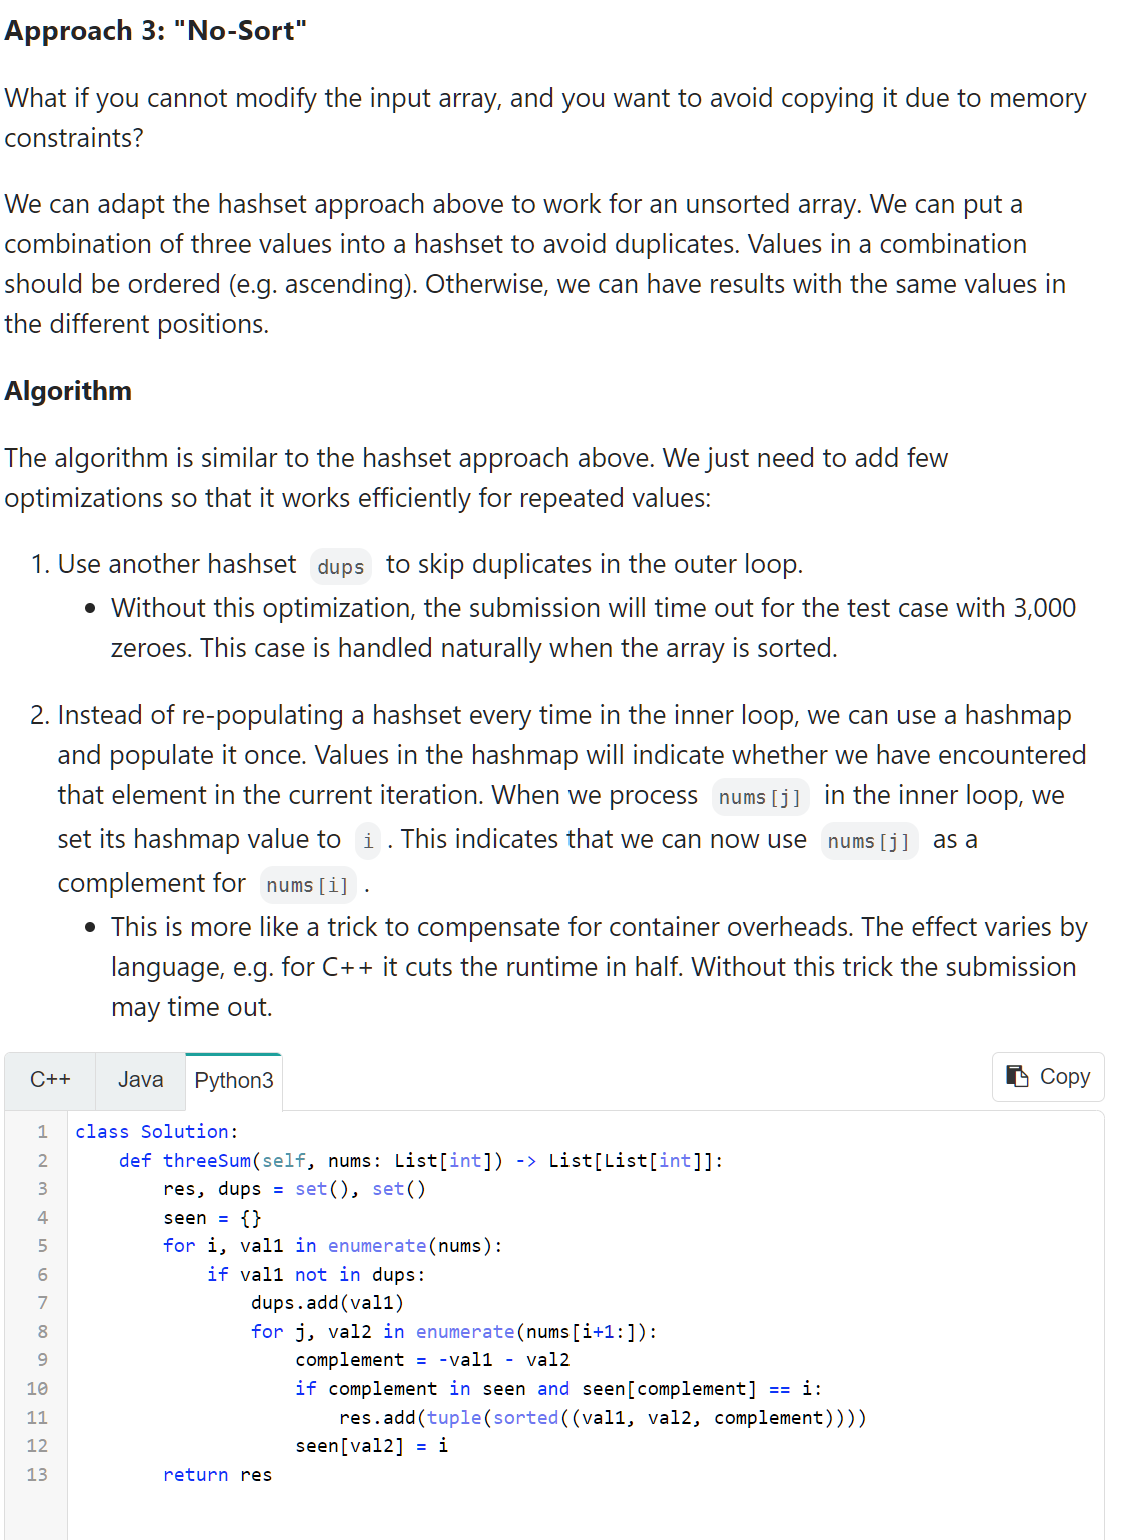 Approach 3: "No-Sort"
What if you cannot modify the input array, and you want to avoid copying it due to memory
constraints?
We can adapt the hashset approach above to work for an unsorted array. We can put a
combination of three values into a hashset to avoid duplicates. Values in a combination
should be ordered (e.g. ascending). Otherwise, we can have results with the same values in
the different positions.
Algorithm
The algorithm is similar to the hashset approach above. We just need to add few
optimizations so that it works efficiently for repeated values:
1. Use another hashset dups to skip duplicates in the outer loop.
• Without this optimization, the submission will time out for the test case with 3,000
zeroes. This case is handled naturally when the array is sorted.
2. Instead of re-populating a hashset every time in the inner loop, we can use a hashmap
and populate it once. Values in the hashmap will indicate whether we have encountered
that element in the current iteration. When we process nums[j] in the inner loop, we
set its hashmap value to i . This indicates that we can now use nums[j] as a
complement for nums[i] .
• This is more like a trick to compensate for container overheads. The effect varies by
language, e.g. for C++ it cuts the runtime in half. Without this trick the submission
may time out.
C++ Java Python3 Copy
1 class Solution:
2     def threeSum(self, nums: List[int]) -> List[List[int]]:
3         res, dups = set(), set()
4         seen = {}
5         for i, val1 in enumerate(nums):
6             if val1 not in dups:
7                 dups.add(val1)
8                 for j, val2 in enumerate(nums[i+1:]):
9                     complement = -val1 - val2
10                     if complement in seen and seen[complement] == i:
11                         res.add(tuple(sorted((val1, val2, complement))))
12                     seen[val2] = i
13         return res